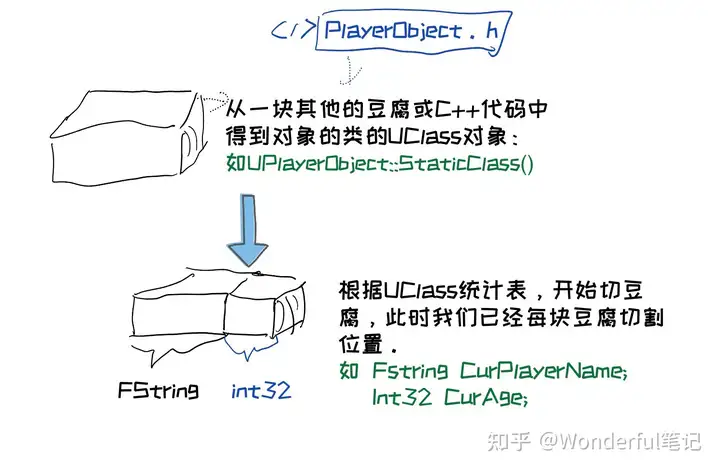 <1> PlayerObject.h
从一块其他的豆腐或C++代码中
得到对象的类的UClass对象:
如UPlayerObject::StaticClass()
根据UClass统计表，开始切豆
腐，此时我们已经每块豆腐切割
位置.
如 Fstring CurPlayerName;
Int32 CurAge;
FString int32
知乎 @Wonderful笔记